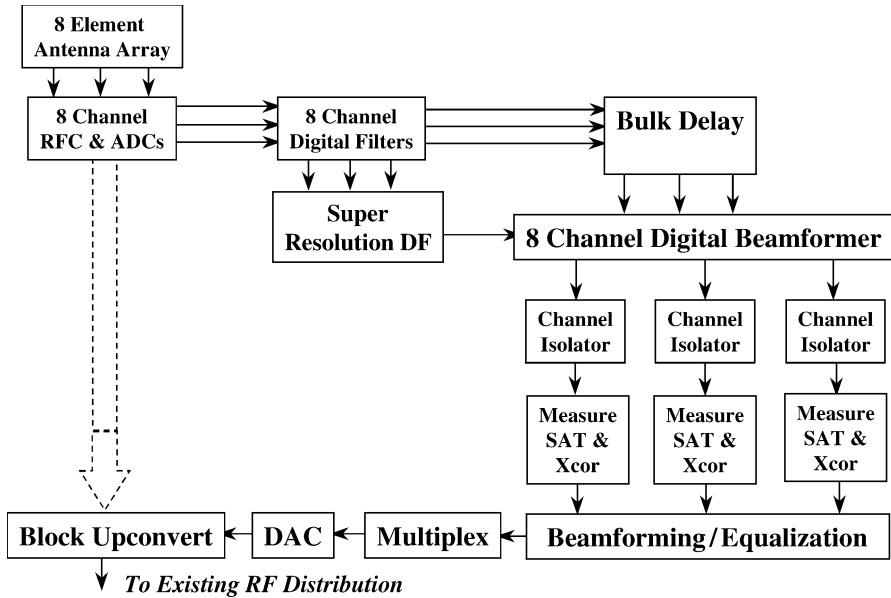 8 Element
Antenna Array
8 Channel
RFC & ADCs
8 Channel
Digital Filters
Bulk Delay
Super
Resolution DF
8 Channel Digital Beamformer
Channel
Isolator
Channel
Isolator
Channel
Isolator
Measure
SAT &
Xcor
Measure
SAT &
Xcor
Measure
SAT &
Xcor
Block Upconvert
DAC
Multiplex
Beamforming/Equalization
To Existing RF Distribution